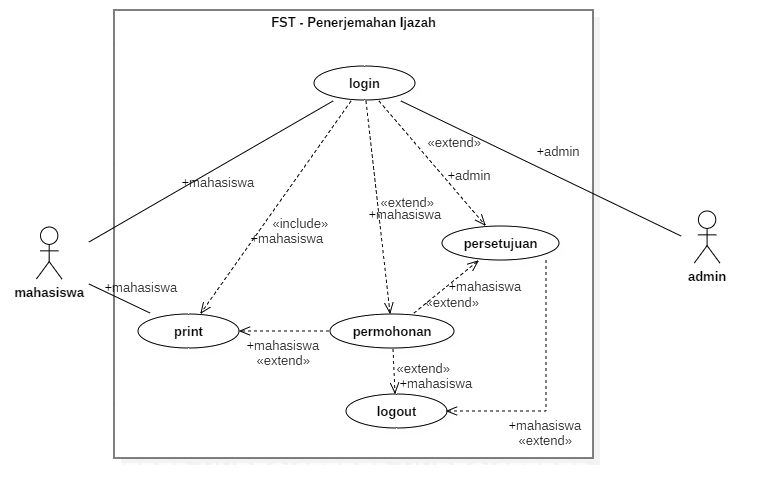 FST - Penerjemahan Ijazah
login
«extend»
+admin
+admin
+mahasiswa
«extend»
+mahasiswa
«include»
+mahasiswa
persetujuan
mahasiswa
admin
+mahasiswa
+mahasiswa
«extend»
print
permohonan
+mahasiswa
«extend»
«extend»
+mahasiswa
logout
+mahasiswa
«extend»